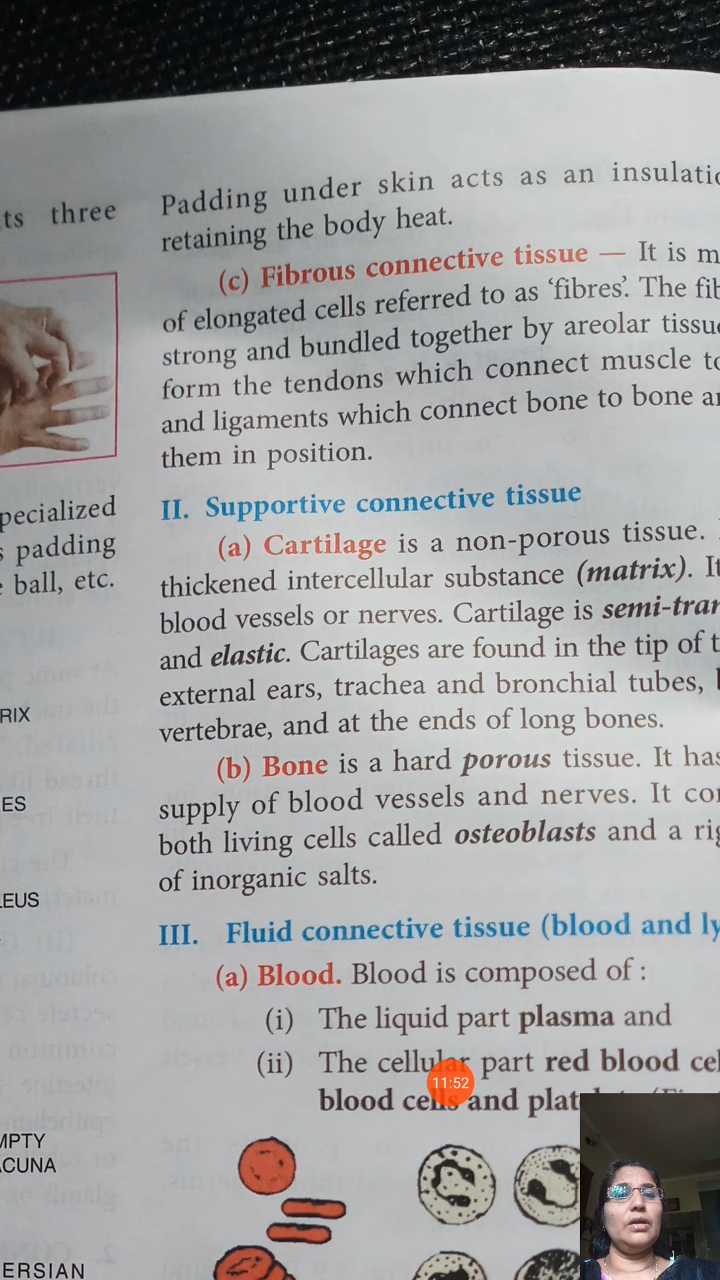 ts three
pecialized
padding
ball, etc.
RIX
ES
LEUS
MPTY
ACUNA
ERSIAN
Padding under skin acts as an insulatio
retaining the body heat.
(c) Fibrous connective tissue — It is m
of elongated cells referred to as ‘fibres’. The fib
strong and bundled together by areolar tissue
form the tendons which connect muscle to
and ligaments which connect bone to bone an
them in position.
II. Supportive connective tissue
(a) Cartilage is a non-porous tissue.
thickened intercellular substance (matrix). It
blood vessels or nerves. Cartilage is semi-tran
and elastic. Cartilages are found in the tip of t
external ears, trachea and bronchial tubes,
vertebrae, and at the ends of long bones.
(b) Bone is a hard porous tissue. It has
supply of blood vessels and nerves. It con
both living cells called osteoblasts and a rig
of inorganic salts.
III. Fluid connective tissue (blood and ly
(a) Blood. Blood is composed of :
(i) The liquid part plasma and
(ii) The cellular part red blood cel
11:52
blood cells and plat